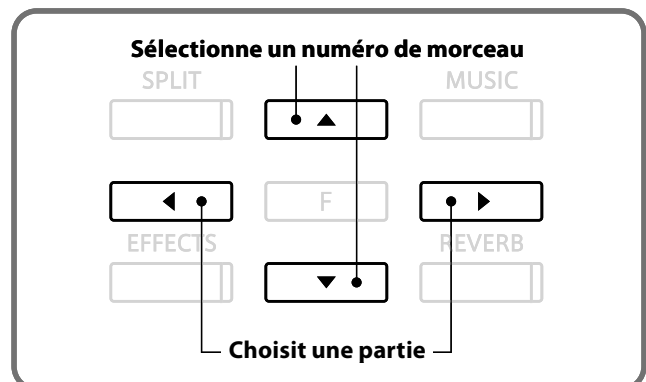 Sélectionne un numéro de morceau
SPLIT
MUSIC
F
EFFECTS
REVERB
Choisit une partie